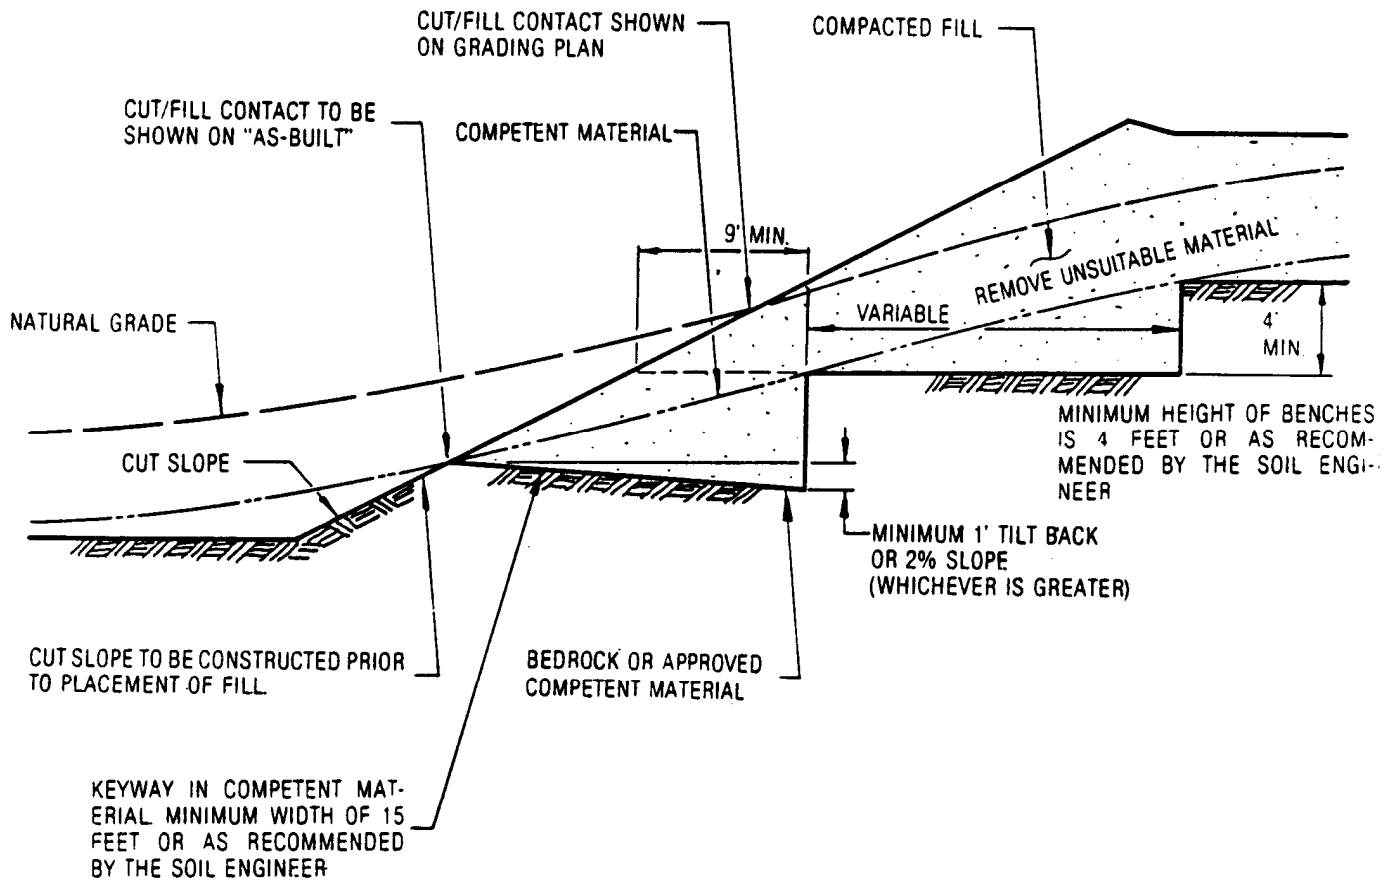 CUT/FILL CONTACT SHOWN
ON GRADING PLAN
COMPACTED FILL
CUT/FILL CONTACT TO BE
SHOWN ON "AS-BUILT"
COMPETENT MATERIAL
9' MIN.
REMOVE UNSUITABLE MATERIAL
NATURAL GRADE
VARIABLE
4'
MIN
MINIMUM HEIGHT OF BENCHES
IS 4 FEET OR AS RECOM-
MENDED BY THE SOIL ENGI-
NEER
CUT SLOPE
MINIMUM 1' TILT BACK
OR 2% SLOPE
(WHICHEVER IS GREATER)
CUT SLOPE TO BE CONSTRUCTED PRIOR
TO PLACEMENT OF FILL
BEDROCK OR APPROVED
COMPETENT MATERIAL
KEYWAY IN COMPETENT MAT-
ERIAL MINIMUM WIDTH OF 15
FEET OR AS RECOMMENDED
BY THE SOIL ENGINEER